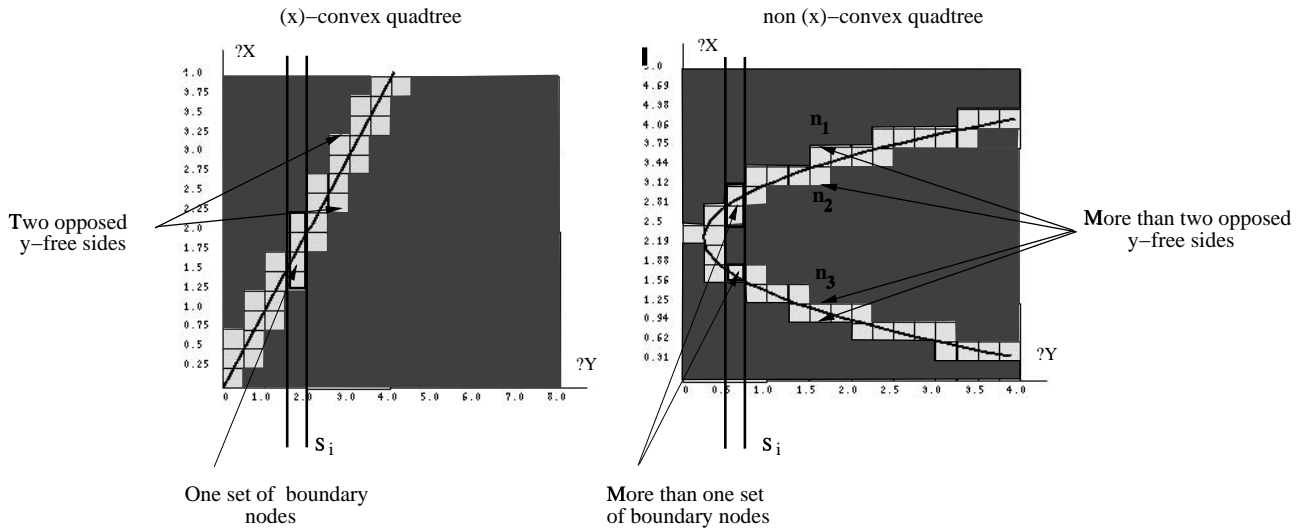 (x)−convex quadtree
non (x)−convex quadtree
?X
1.0
3.75
3.5
3.25
3.0
2.75
2.5
2.25
2.0
1.75
1.5
1.25
1.0
0.75
0.5
0.25
?Y
0 1.0 2.0 3.0 4.0 5.0 6.0 7.0 8.0
s i
Two opposed
y−free sides
One set of boundary
nodes
?X
5.0
4.69
4.38
4.06
3.75
3.44
3.12
2.81
2.5
2.19
1.88
1.56
1.25
0.94
0.62
0.31
?Y
0 0.5 1.0 1.5 2.0 2.5 3.0 3.5 4.0
n1
n2
n3
s i
More than two opposed
y−free sides
More than one set
of boundary nodes